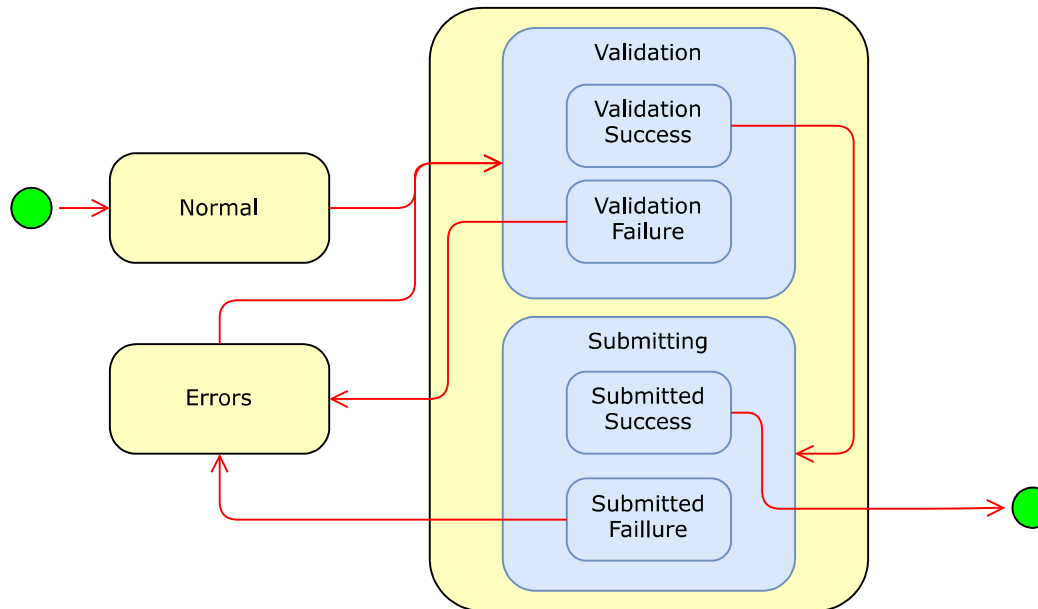 Validation
Validation
Success
Normal
Validation
Failure
Submitting
Errors
Submitted
Success
Submitted
Faillure